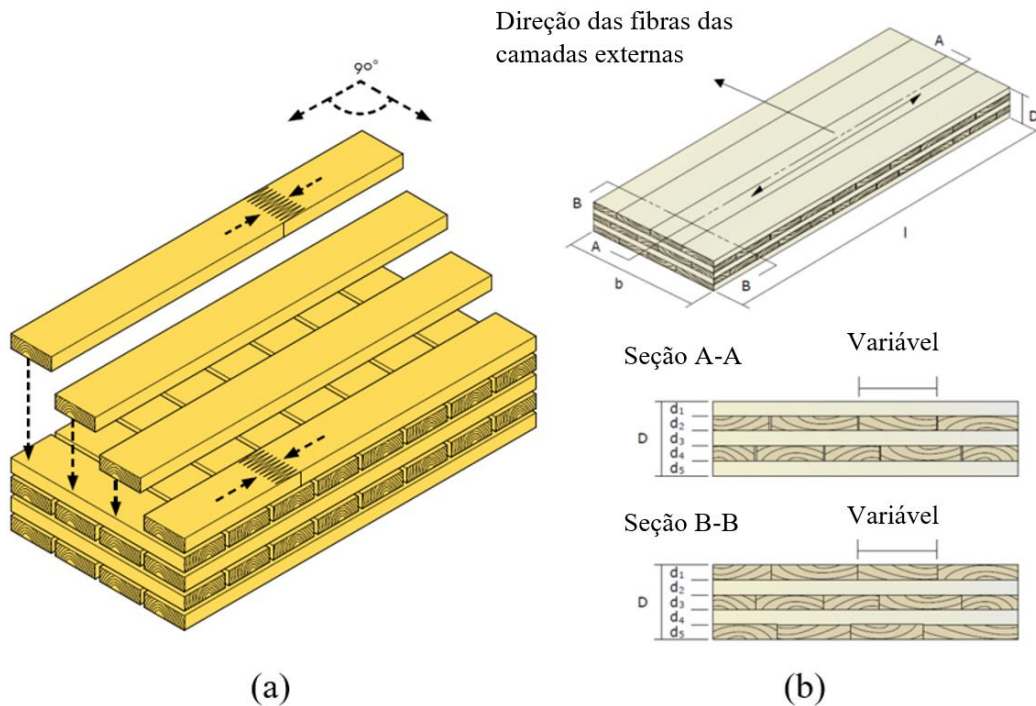 Direção das fibras das
camadas externas
90°
A
D
B
A
b
B
l
Seção A-A
Variável
D
d1
d2
d3
d4
d5
Seção B-B
Variável
D
d1
d2
d3
d4
d5
(a)
(b)